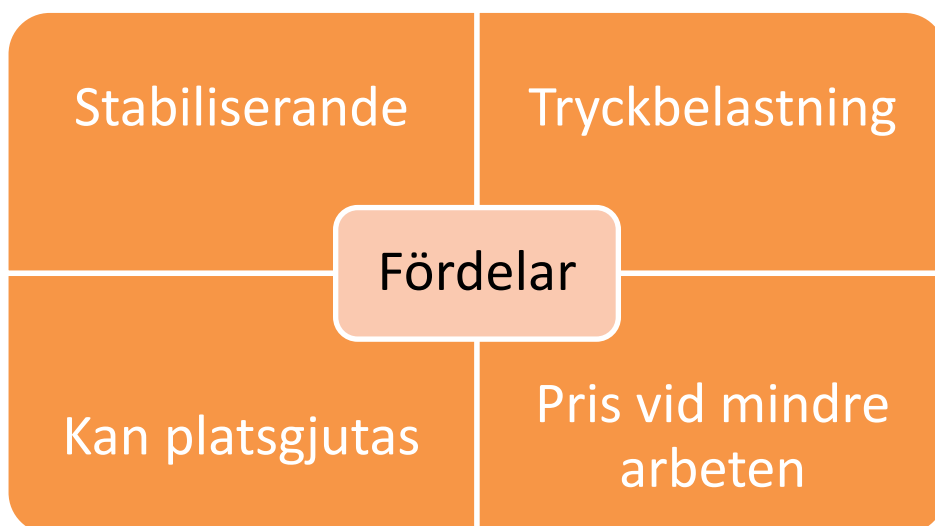 Stabiliserande
Tryckbelastning
Fördelar
Kan platsgjutas
Pris vid mindre
arbeten